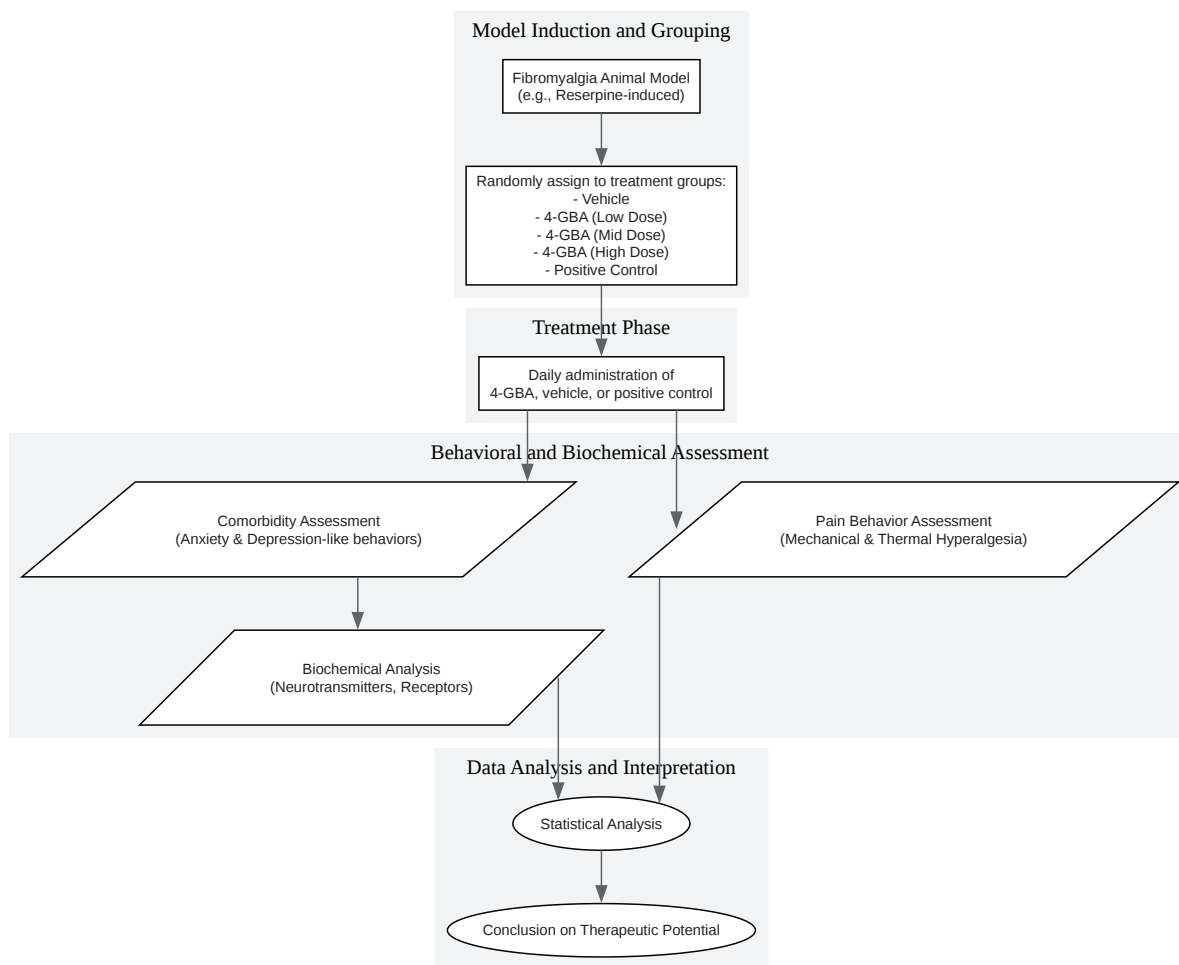 Model Induction and Grouping
Fibromyalgia Animal Model
(e.g., Reserpine-induced)
Randomly assign to treatment groups:
- Vehicle
- 4-GBA (Low Dose)
- 4-GBA (Mid Dose)
- 4-GBA (High Dose)
- Positive Control
Treatment Phase
Daily administration of
4-GBA, vehicle, or positive control
Behavioral and Biochemical Assessment
Comorbidity Assessment
(Anxiety & Depression-like behaviors)
Pain Behavior Assessment
(Mechanical & Thermal Hyperalgesia)
Biochemical Analysis
(Neurotransmitters, Receptors)
Data Analysis and Interpretation
Statistical Analysis
Conclusion on Therapeutic Potential